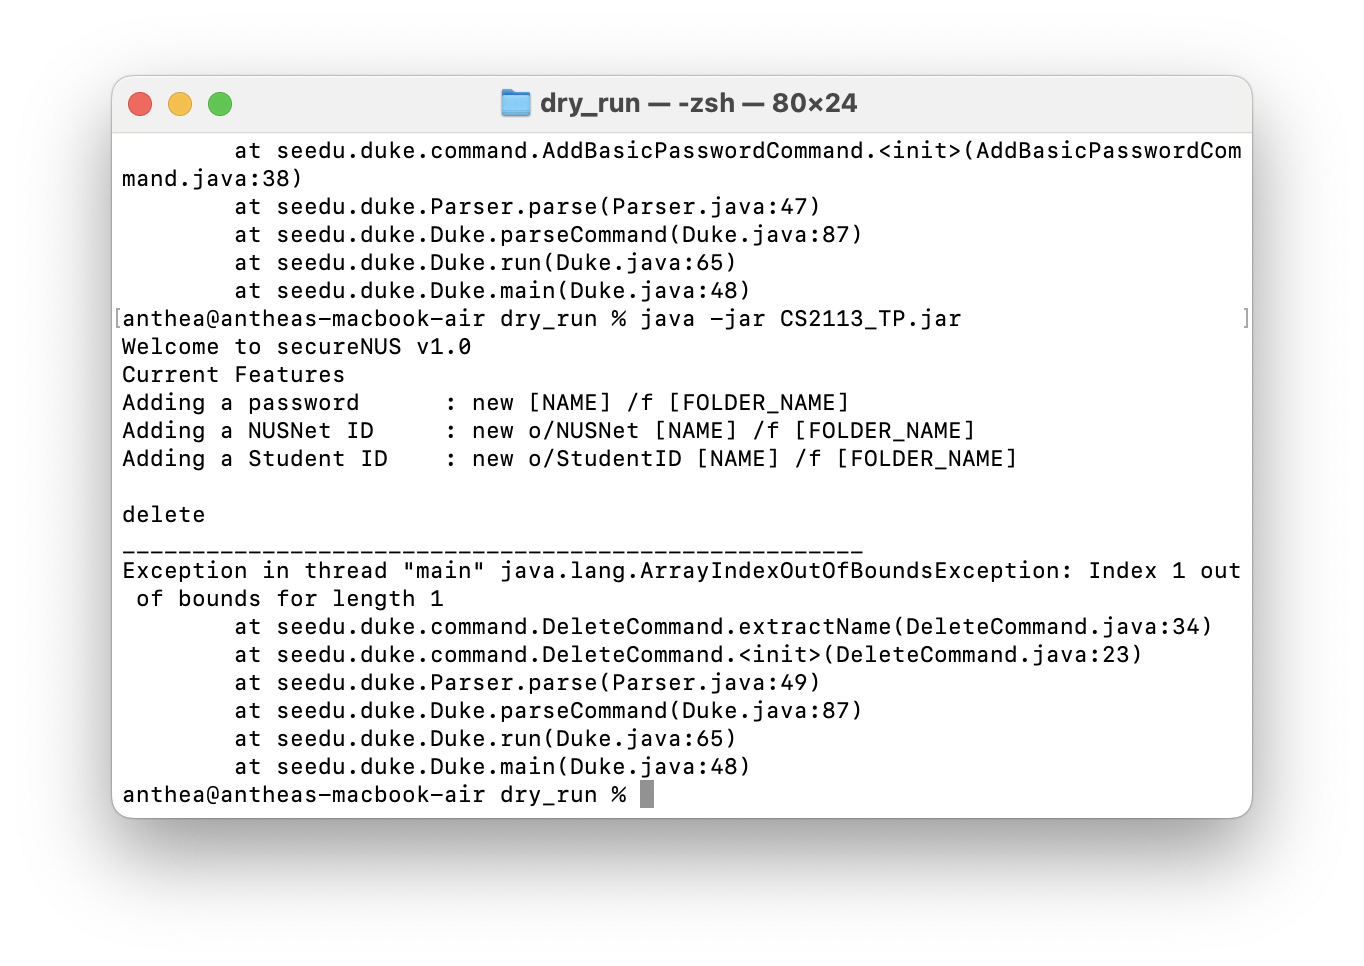 dry_run — -zsh — 80×24
at seedu.duke.command.AddBasicPasswordCommand.<init>(AddBasicPasswordCom
mand.java:38)
at seedu.duke.Parser.parse(Parser.java:47)
at seedu.duke.Duke.parseCommand(Duke.java:87)
at seedu.duke.Duke.run(Duke.java:65)
at seedu.duke.Duke.main(Duke.java:48)
[anthea@antheas-macbook-air dry_run % java -jar CS2113_TP.jar ]
Welcome to secureNUS v1.0
Current Features
Adding a password : new [NAME] /f [FOLDER_NAME]
Adding a NUSNet ID : new o/NUSNet [NAME] /f [FOLDER_NAME]
Adding a Student ID : new o/StudentID [NAME] /f [FOLDER_NAME]
delete
_____________________________________________________
Exception in thread "main" java.lang.ArrayIndexOutOfBoundsException: Index 1 out
of bounds for length 1
at seedu.duke.command.DeleteCommand.extractName(DeleteCommand.java:34)
at seedu.duke.command.DeleteCommand.<init>(DeleteCommand.java:23)
at seedu.duke.Parser.parse(Parser.java:49)
at seedu.duke.Duke.parseCommand(Duke.java:87)
at seedu.duke.Duke.run(Duke.java:65)
at seedu.duke.Duke.main(Duke.java:48)
anthea@antheas-macbook-air dry_run %